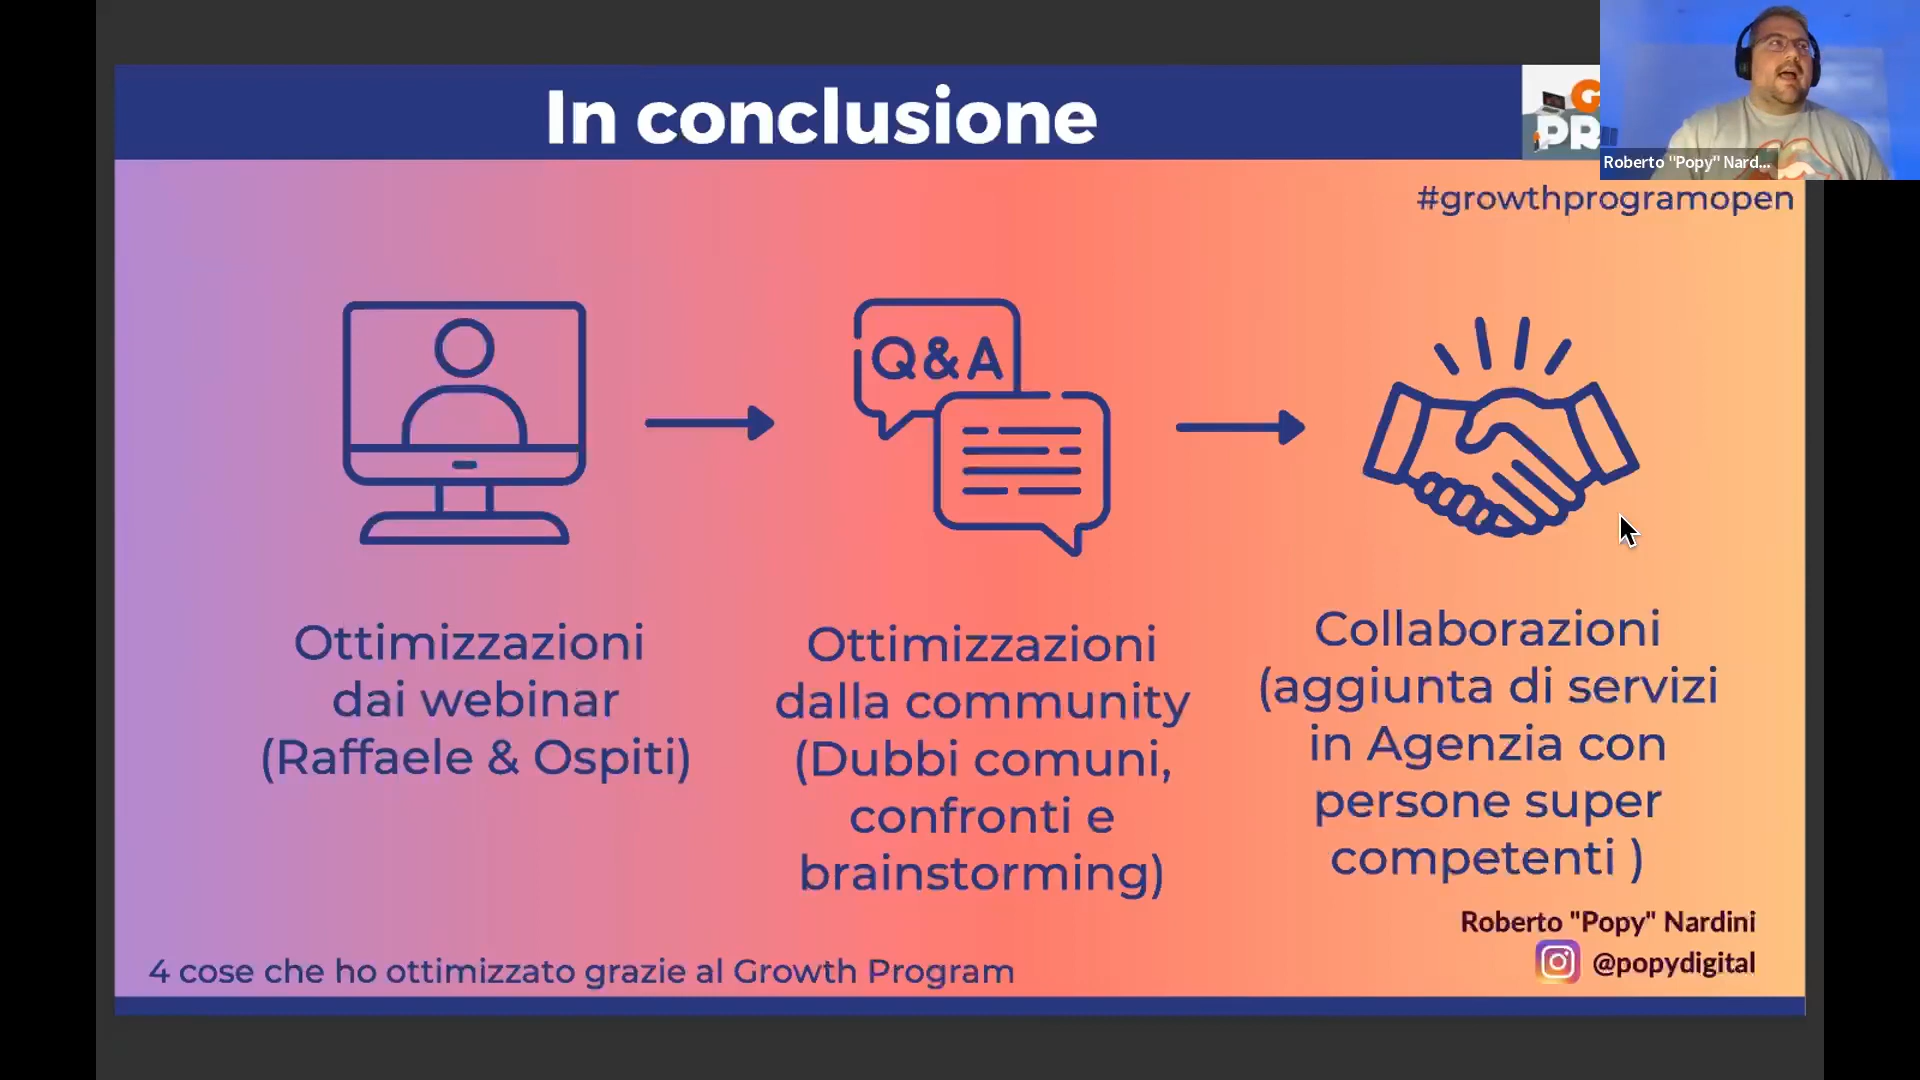 In conclusione
G
PR
Roberto "Popy" Nard...
#growthprogramopen
Q&A
Ottimizzazioni
dai webinar
(Raffaele & Ospiti)
Ottimizzazioni
dalla community
(Dubbi comuni,
confronti e
brainstorming)
Collaborazioni
(aggiunta di servizi
in Agenzia con
persone super
competenti )
Roberto "Popy" Nardini
@popydigital
4 cose che ho ottimizzato grazie al Growth Program